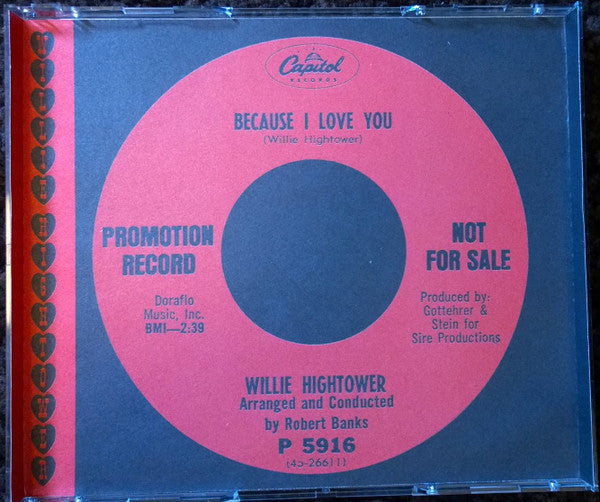 Capitol
RECORDS
BECAUSE I LOVE YOU
(Willie Hightower)
PROMOTION
RECORD
NOT
FOR SALE
Doraflo
Music, Inc.
BMI—2:39
Produced by:
Gottehrer &
Stein for
Sire Productions
WILLIE HIGHTOWER
Arranged and Conducted
by Robert Banks
P 5916
(45-26611)